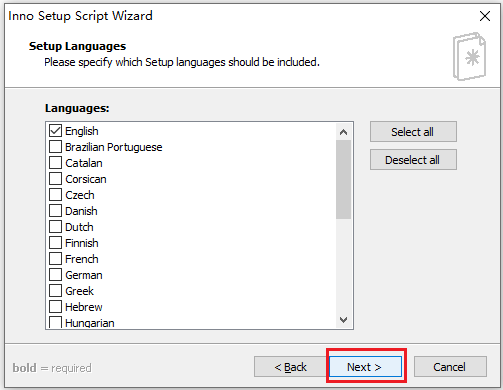 Inno Setup Script Wizard
Setup Languages
Please specify which Setup languages should be included.
Languages:
English
Brazilian Portuguese
Catalan
Corsican
Czech
Danish
Dutch
Finnish
French
German
Greek
Hebrew
Hungarian
Select all
Deselect all
bold = required
< Back
Next >
Cancel